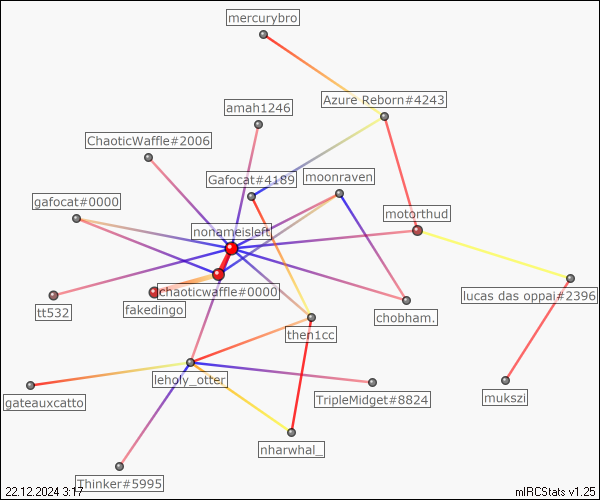 mercurybro
Azure Reborn#4243
amah1246
ChaoticWaffle#2006
Gafocat#4189
moonraven
gafocat#0000
motorthud
nonameisleft
chaoticwaffle#0000
lucas das oppai#2396
tt532
fakedingo
chobham.
then1cc
leholy_otter
gateauxcatto
TripleMidget#8824
mukszi
nharwhal_
Thinker#5995
22.12.2024 3:17
mIRCStats v1.25